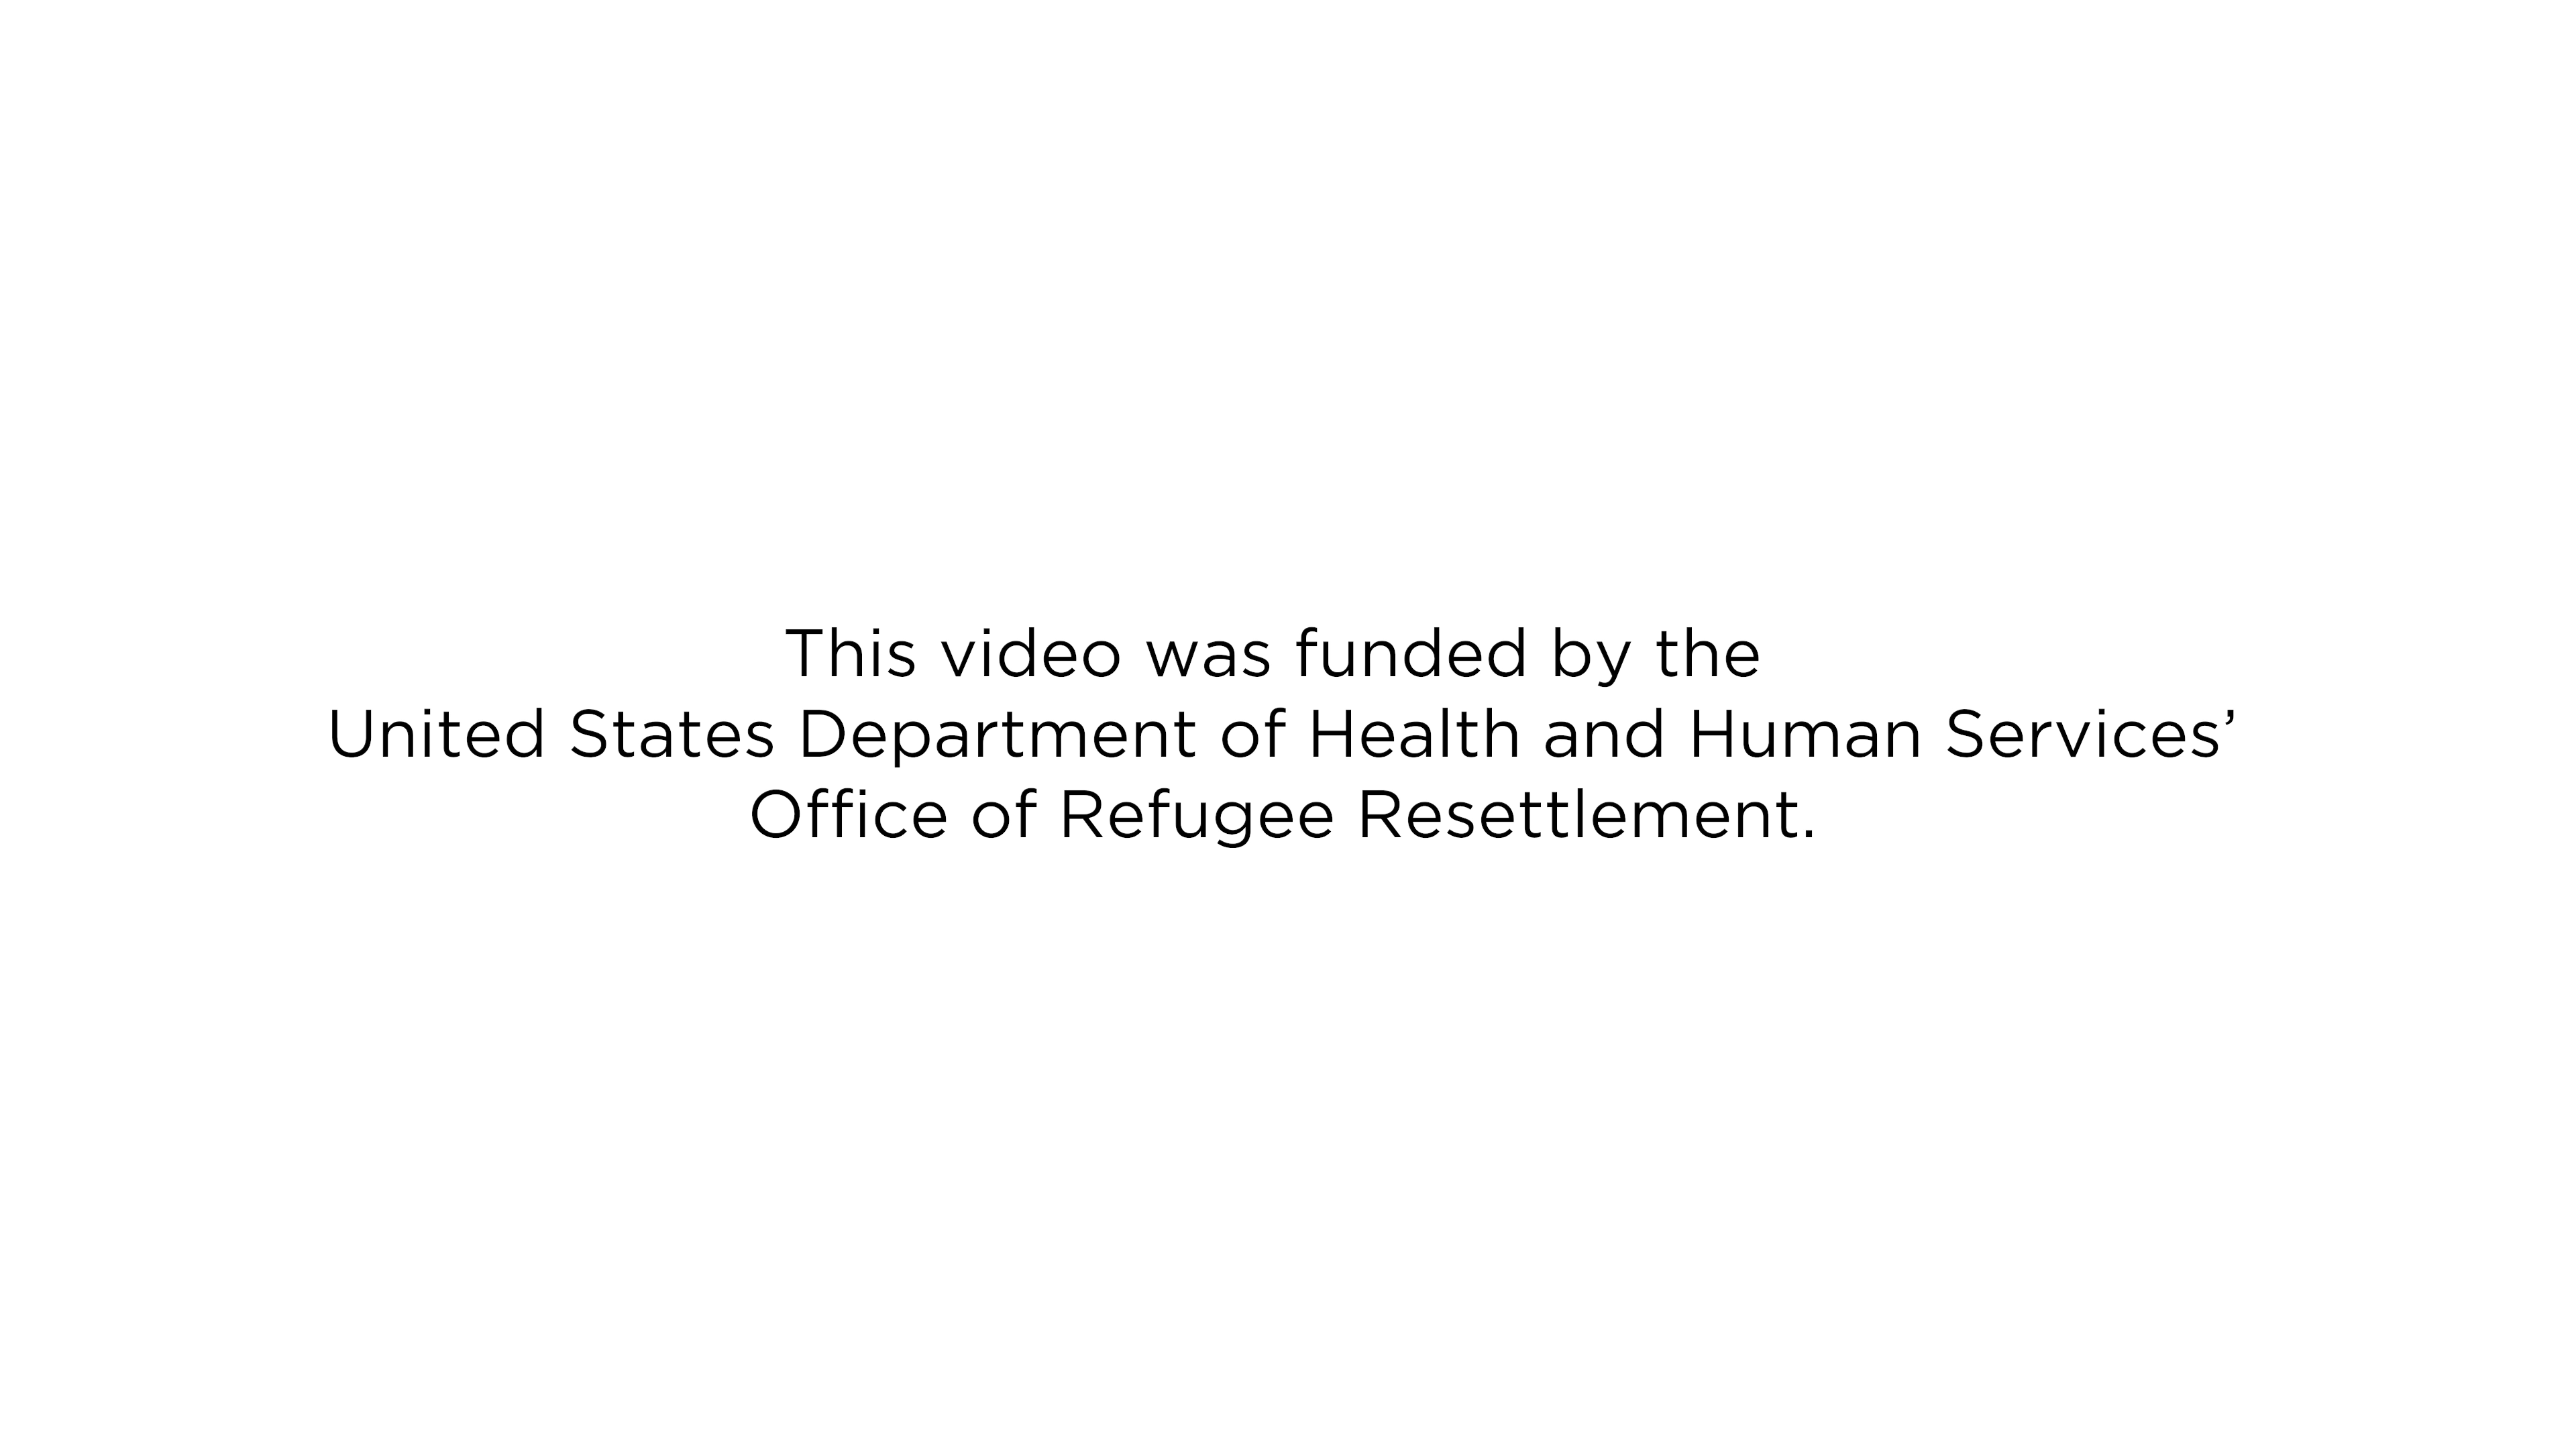 This video was funded by the
United States Department of Health and Human Services’
Office of Refugee Resettlement.